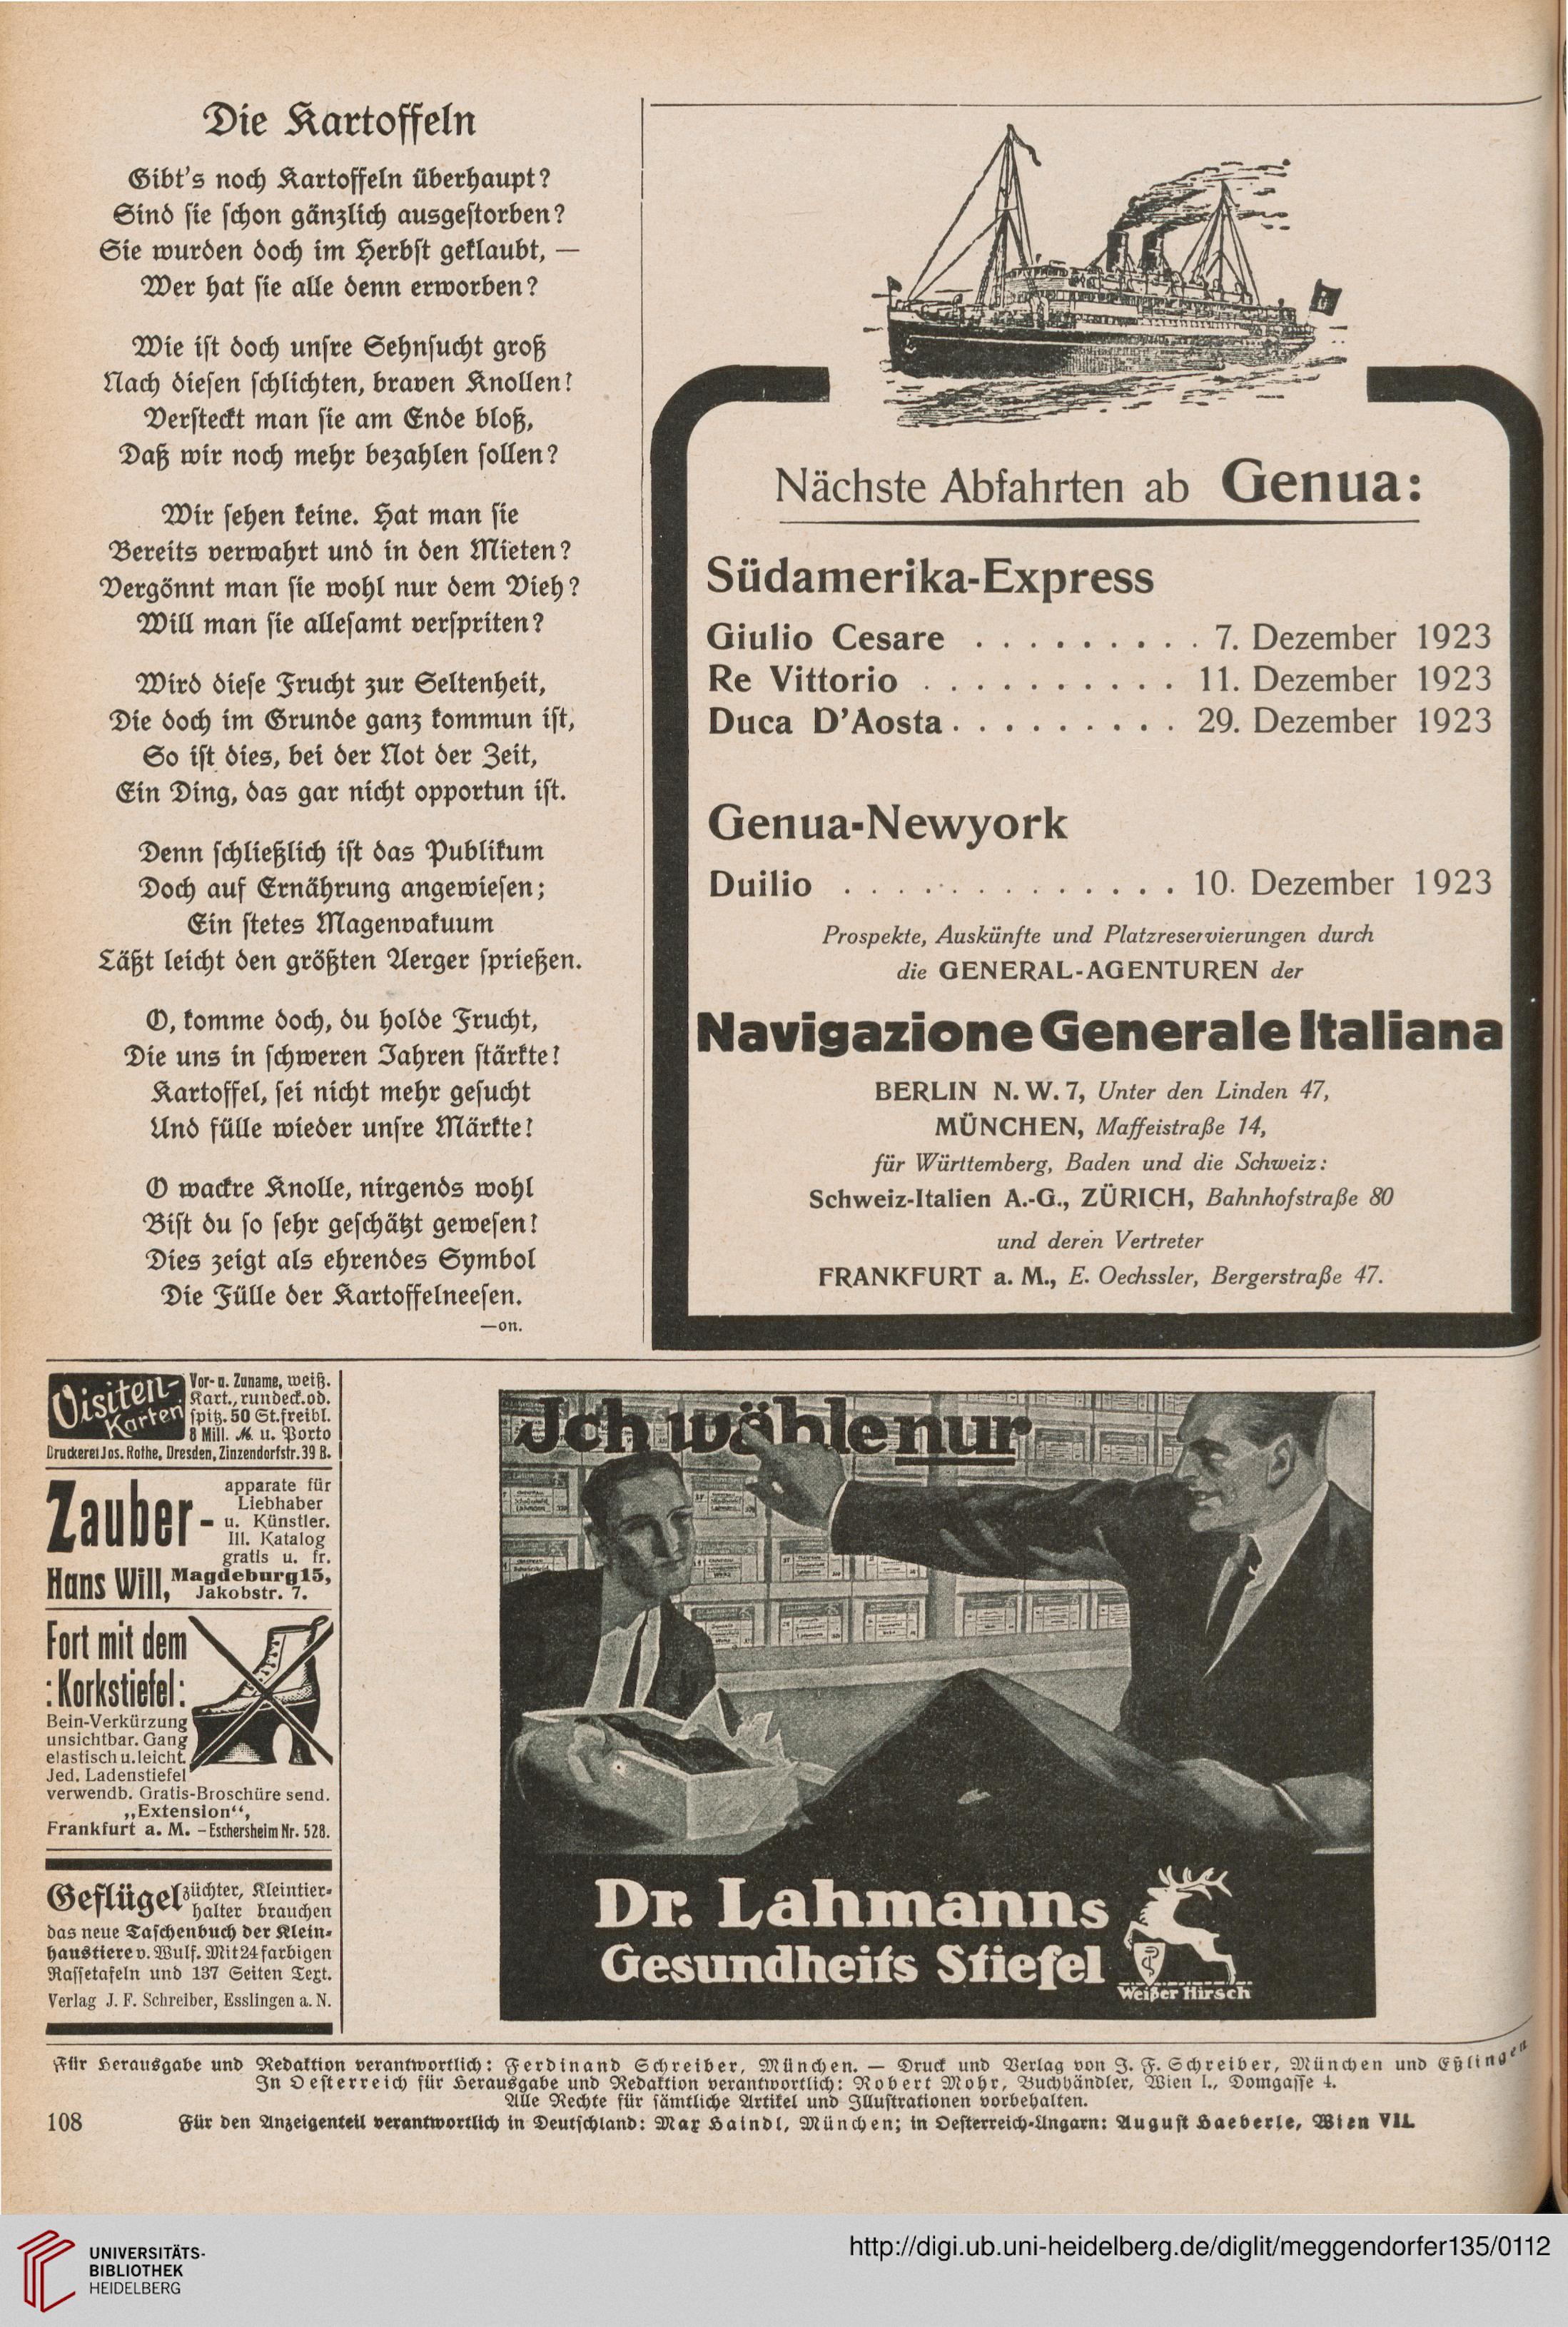 Die Kartoffeln
Gibt's noch Kartoffeln überhaupt?
Sind sie schon gänzlich ausgestorben?
Sie wurden doch im Herbst geklaubt, —
Wer hat sie alle denn erworben?
Wie ist doch unsre Sehnsucht groß
Nach diesen schlichten, braven Knollen!
Versteckt man sie am Ende bloß,
Daß wir noch mehr bezahlen sollen?
Wir sehen keine. Hat man sie
Bereits verwahrt und in den Mieten?
Vergönnt man sie wohl nur dem Vieh?
Will man sie allesamt verspriten?
Wird diese Frucht zur Seltenheit,
Die doch im Grunde ganz kommun ist,
So ist dies, bei der Not der Zeit,
Ein Ding, das gar nicht opportun ist.
Denn schließlich ist das Publikum
Doch auf Ernährung angewiesen;
Ein stetes Magenvakuum
Läßt leicht den größten Aerger sprießen.
O, komme doch, du holde Frucht,
Die uns in schweren Jahren stärkte!
Kartoffel, sei nicht mehr gesucht
Und fülle wieder unsre Märkte!
O wackre Knolle, nirgends wohl
Bist du so sehr geschätzt gewesen!
Dies zeigt als ehrendes Symbol
Die Fülle der Kartoffelneesen.
—on.
Nächste Abfahrten ab Genua:
Südamerika-Express
Giulio Cesare . . . . . . . . . 7. Dezember 1923
Re Vittorio . . . . . . . . . . 11. Dezember 1923
Duca D'Aosta . . . . . . . . . 29. Dezember 1923
Genua-Newyork
Duilio . . . . . . . . . . . . . 10. Dezember 1923
Prospekte, Auskünfte und Platzreservierungen durch
die GENERAL-AGENTUREN der
Navigazione Generale Italiana
BERLIN N. W. 7, Unter den Linden 47,
MÜNCHEN, Maffeistraße 14,
für Württemberg, Baden und die Schweiz:
Schweiz-Italien A.-G., ZÜRICH, Bahnhofstraße 80
und deren Vertreter
FRANKFURT a. M., E. Oechssler, Bergerstraße 47.
Visiten-
Karten
Vor- u. Zuname, weiß.
Kart., rundeck. od.
spitz. 50 St. freibl.
8 Mill. M. u. Porto
Druckerei Jos. Rothe, Dresden, Zinzendorfstr. 39 B.
Zauber-
apparate für
Liebhaber
u. Künstler.
Ill. Katalog
gratis u. fr.
Hans Will, Magdeburg 15,
Jakobstr. 7.
Fort mit dem
:Korkstiefel:
Bein-Verkürzung
unsichtbar. Gang
elastisch u. leicht.
Jed. Ladenstiefel
verwendb. Gratis-Broschüre send.
„Extension“,
Frankfurt a. M. – Eschersheim Nr. 528.
Geflügelzüchter, Kleintier-
halter brauchen
das neue Taschenbuch der Klein-
haustiere v. Wulf. Mit 24 farbigen
Rassetafeln und 137 Seiten Text.
Verlag J. F. Schreiber, Esslingen a. N.
Ich wähle nur
Dr. Lahmanns
Gesundheits Stiefel
Weißer Hirsch
Für Herausgabe und Redaktion verantwortlich: Ferdinand Schreiber, München. — Druck und Verlag von J. F. Schreiber, München und Eßlingen
In Oesterreich für Herausgabe und Redaktion verantwortlich: Robert Mohr, Buchhändler, Wien I., Domgasse 4.
Alle Rechte für sämtliche Artikel und Illustrationen vorbehalten.
108 Für den Anzeigenteil verantwortlich in Deutschland: Max Haindl, München; in Oesterreich-Ungarn: August Haeberle, Wien VII.
UNIVERSITÄTS-
BIBLIOTHEK
HEIDELBERG
http://digi.ub.uni-heidelberg.de/diglit/meggendorfer135/0112